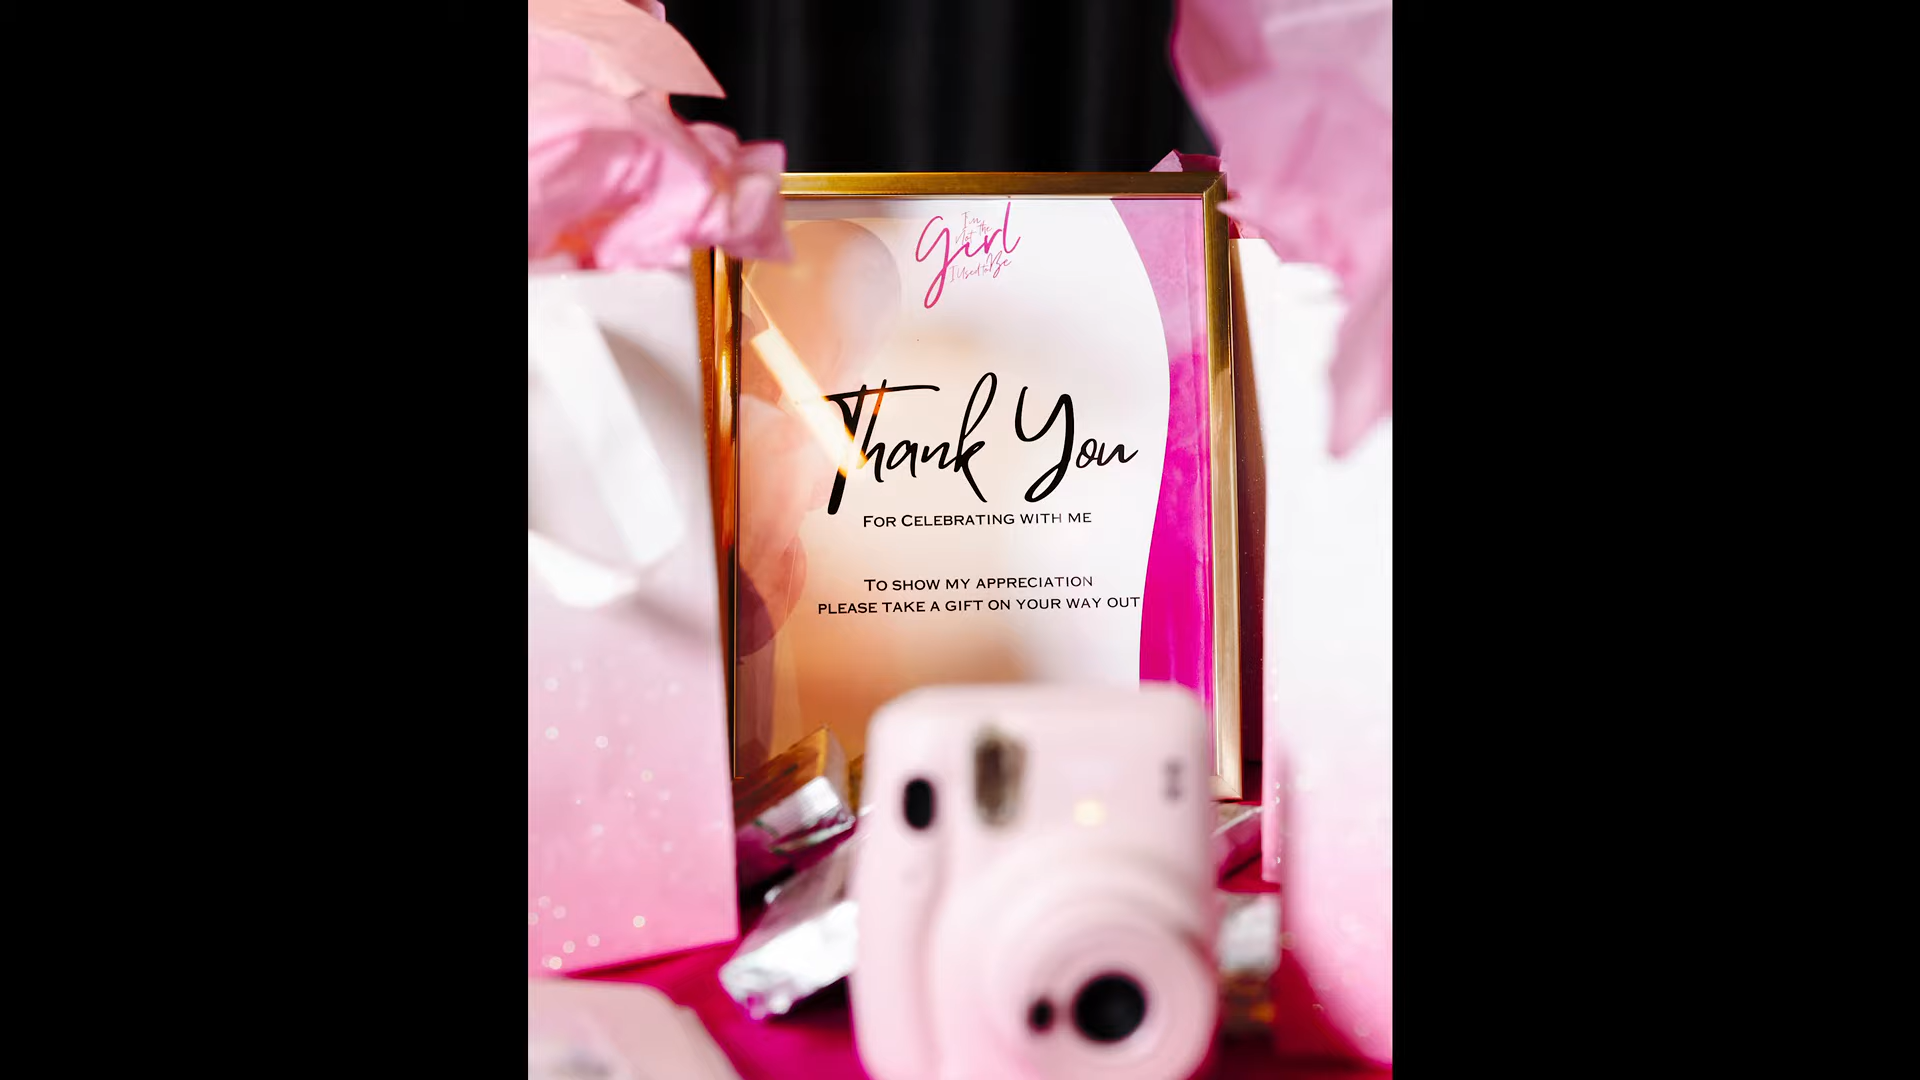 I'm
Not the
girl
I Used to Be
Thank You
FOR CELEBRATING WITH ME
TO SHOW MY APPRECIATION
PLEASE TAKE A GIFT ON YOUR WAY OUT